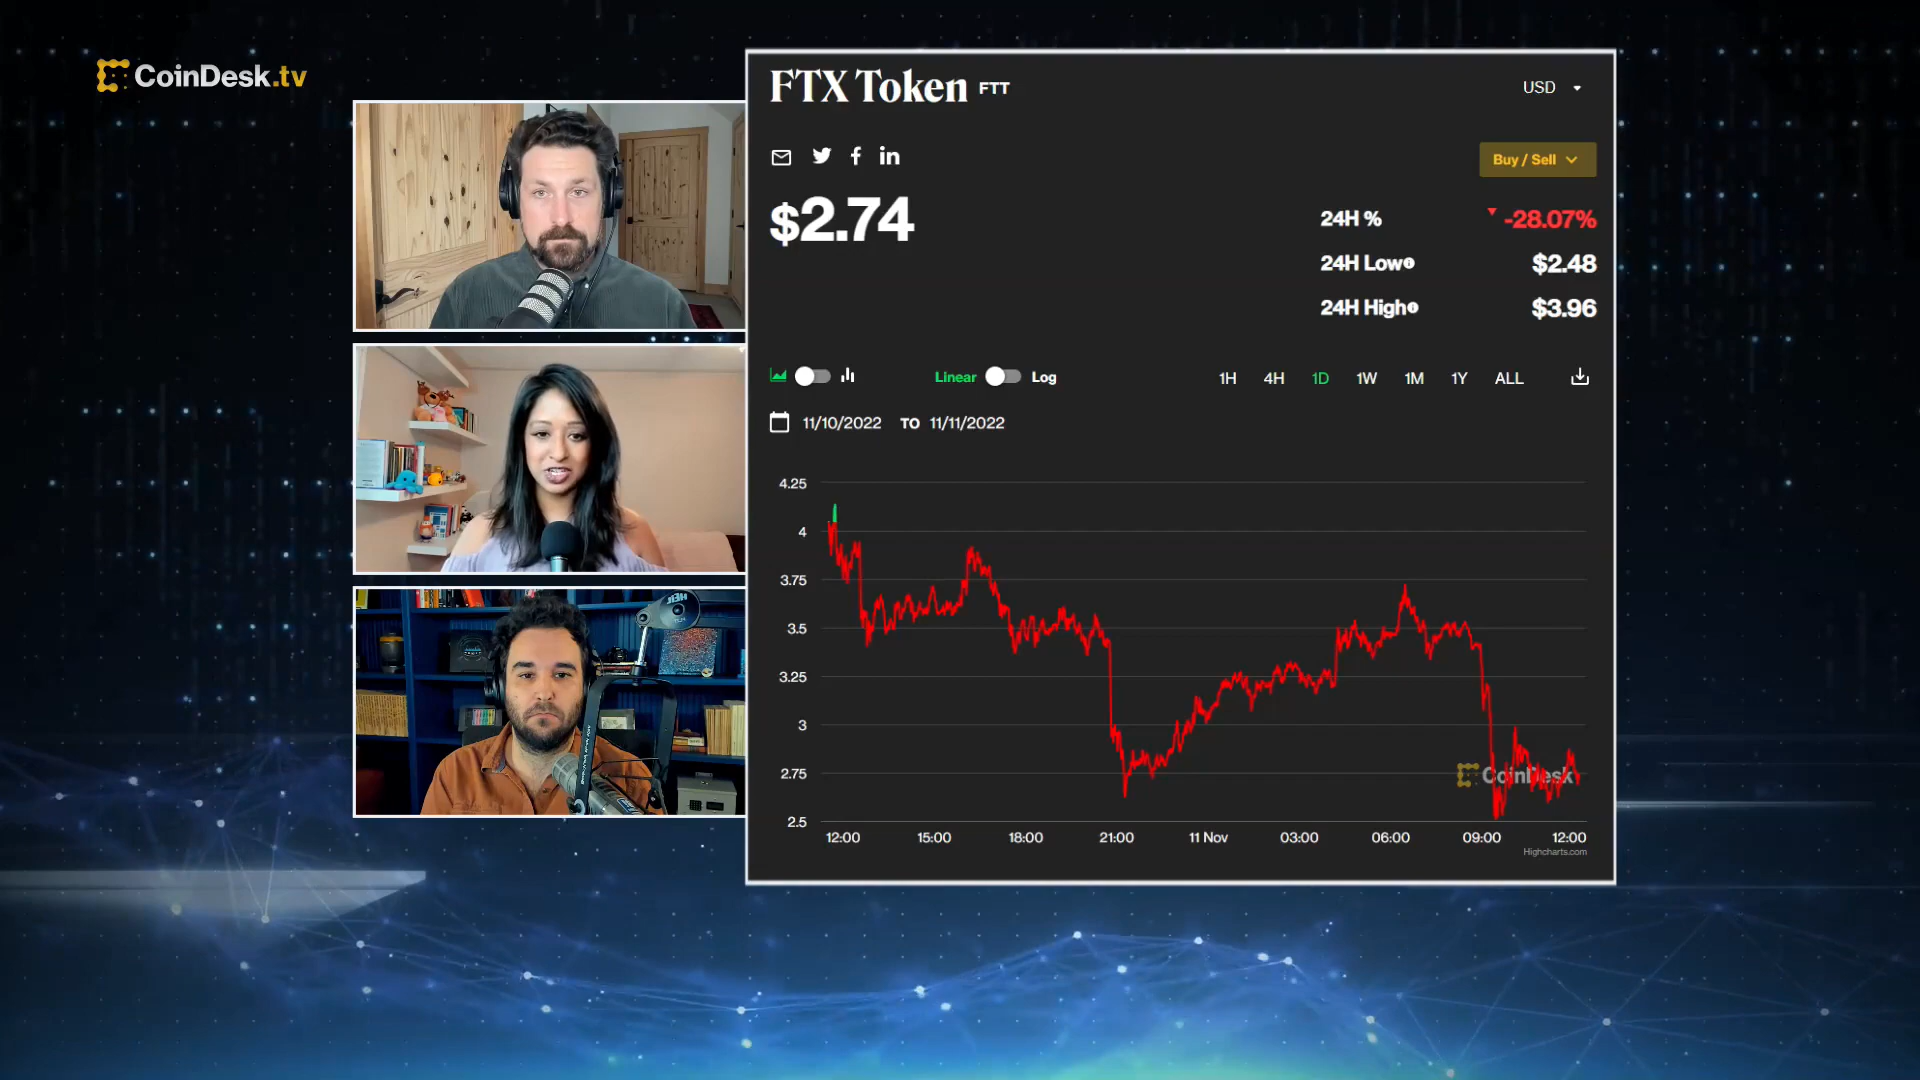 CoinDesk.tv
FTX Token FTT
USD
Buy / Sell
$2.74
24H % -28.07%
24H Low $2.48
24H High $3.96
Linear Log
1H 4H 1D 1W 1M 1Y ALL
11/10/2022 TO 11/11/2022
4.25
4
3.75
3.5
3.25
3
2.75
2.5
CoinDesk
12:00 15:00 18:00 21:00 11 Nov 03:00 06:00 09:00 12:00
Highcharts.com